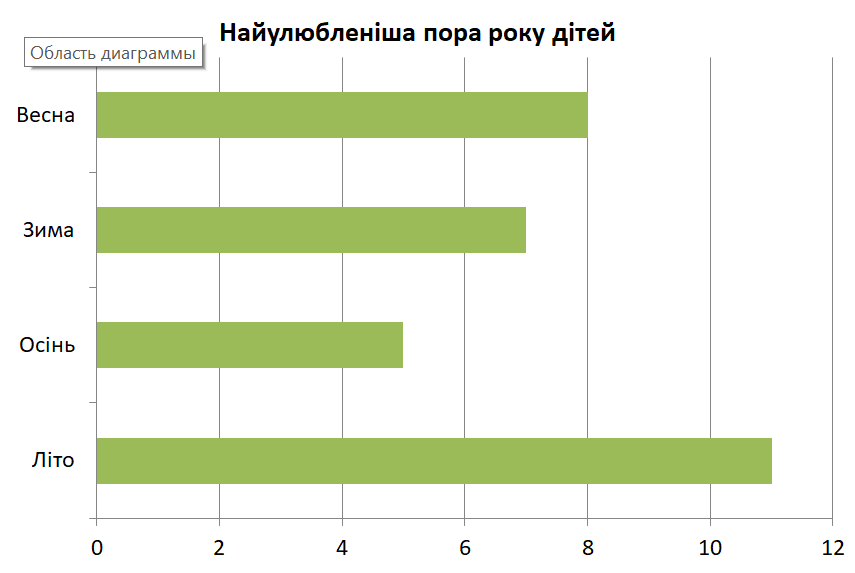 Найулюбленіша пора року дітей
Область диаграммы
Весна
Зима
Осінь
Літо
0 2 4 6 8 10 12